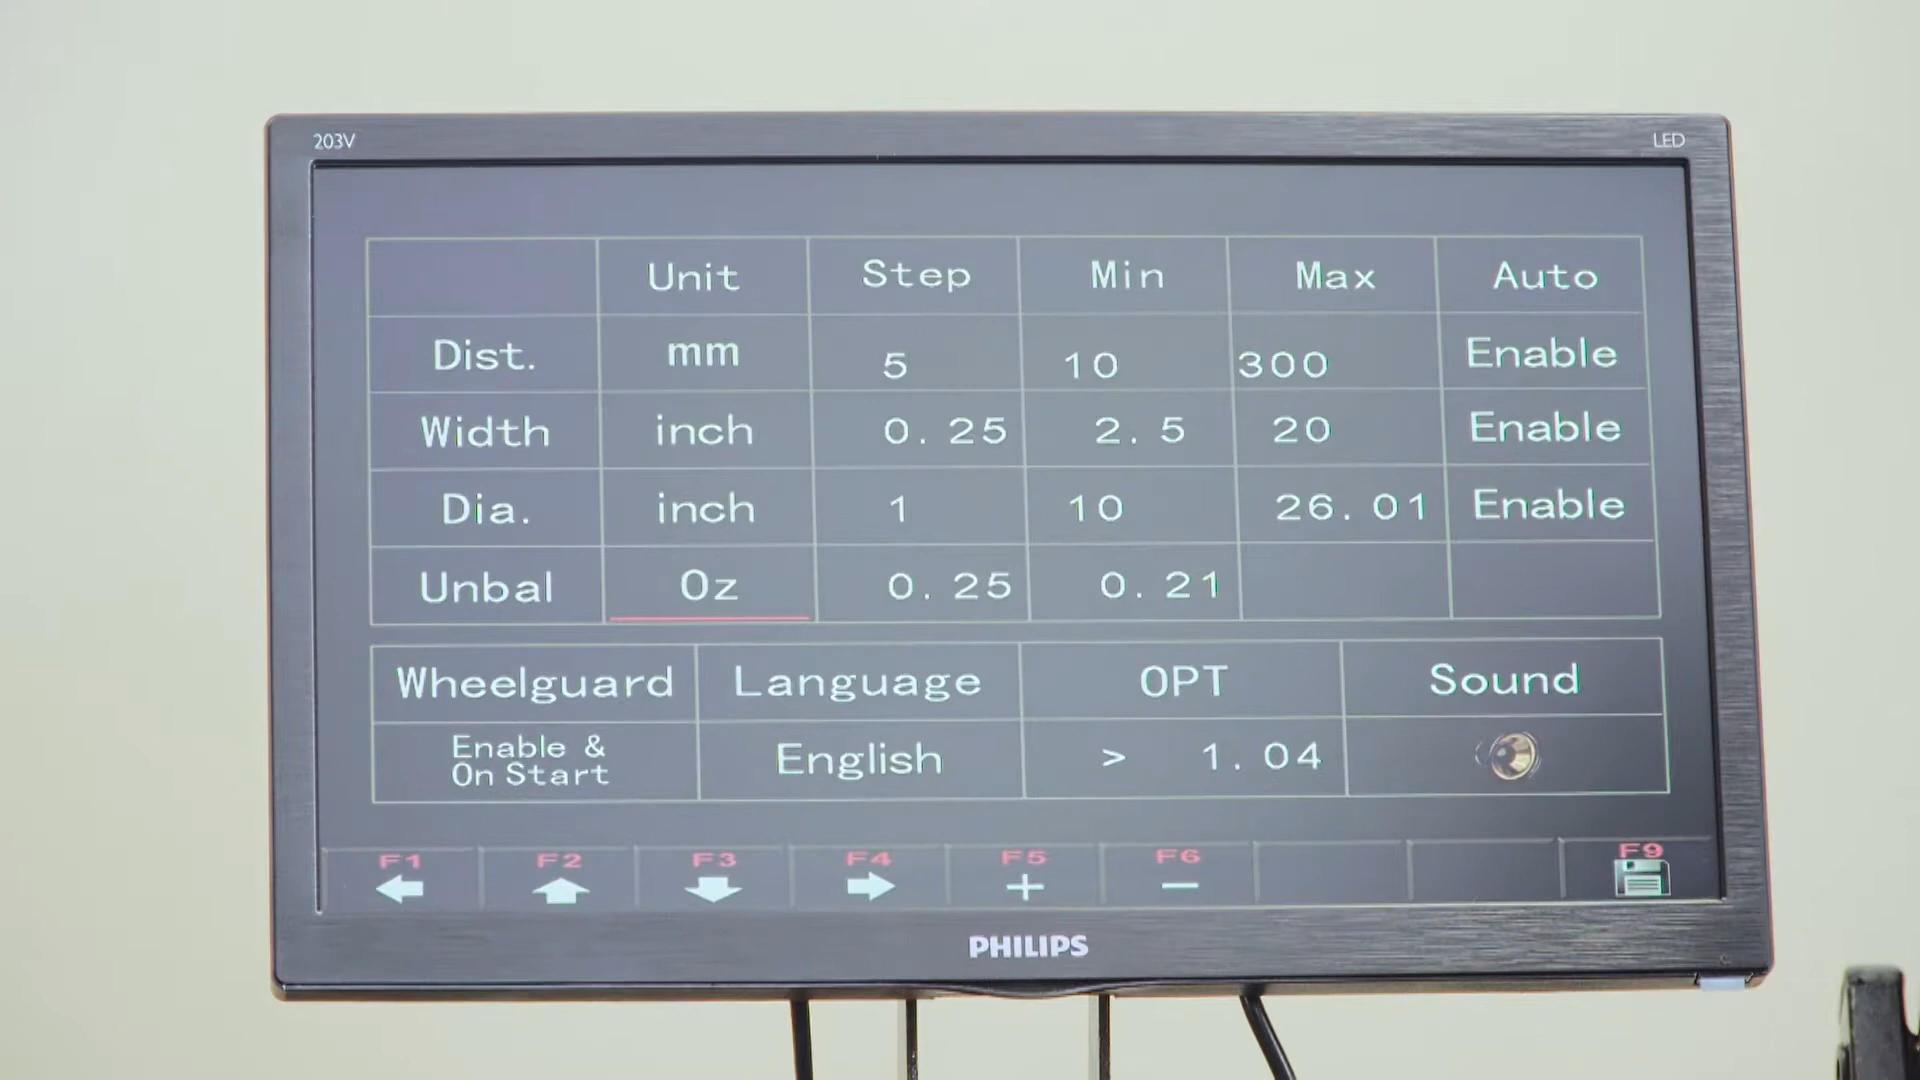 203V LED
Unit Step Min Max Auto
Dist. mm 5 10 300 Enable
Width inch 0.25 2.5 20 Enable
Dia. inch 1 10 26.01 Enable
Unbal Oz 0.25 0.21
Wheelguard Language OPT Sound
Enable &
On Start
English > 1.04
F1 F2 F3 F4 F5 F6 F9
+ −
PHILIPS